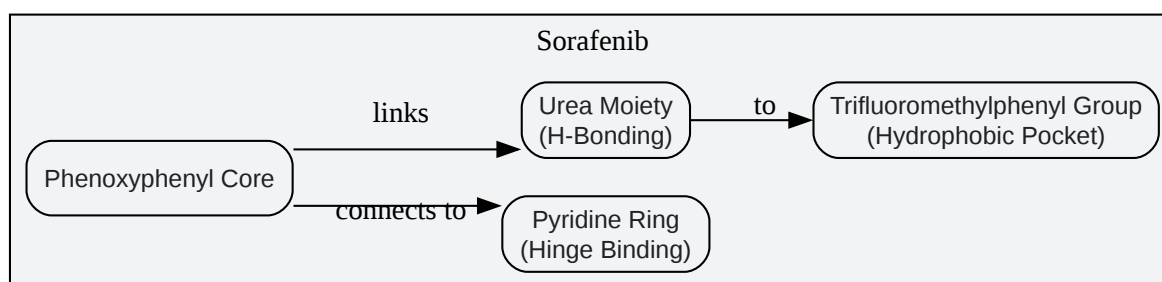 Sorafenib
links
Urea Moiety
(H-Bonding)
to
Trifluoromethylphenyl Group
(Hydrophobic Pocket)
Phenoxyphenyl Core
connects to
Pyridine Ring
(Hinge Binding)